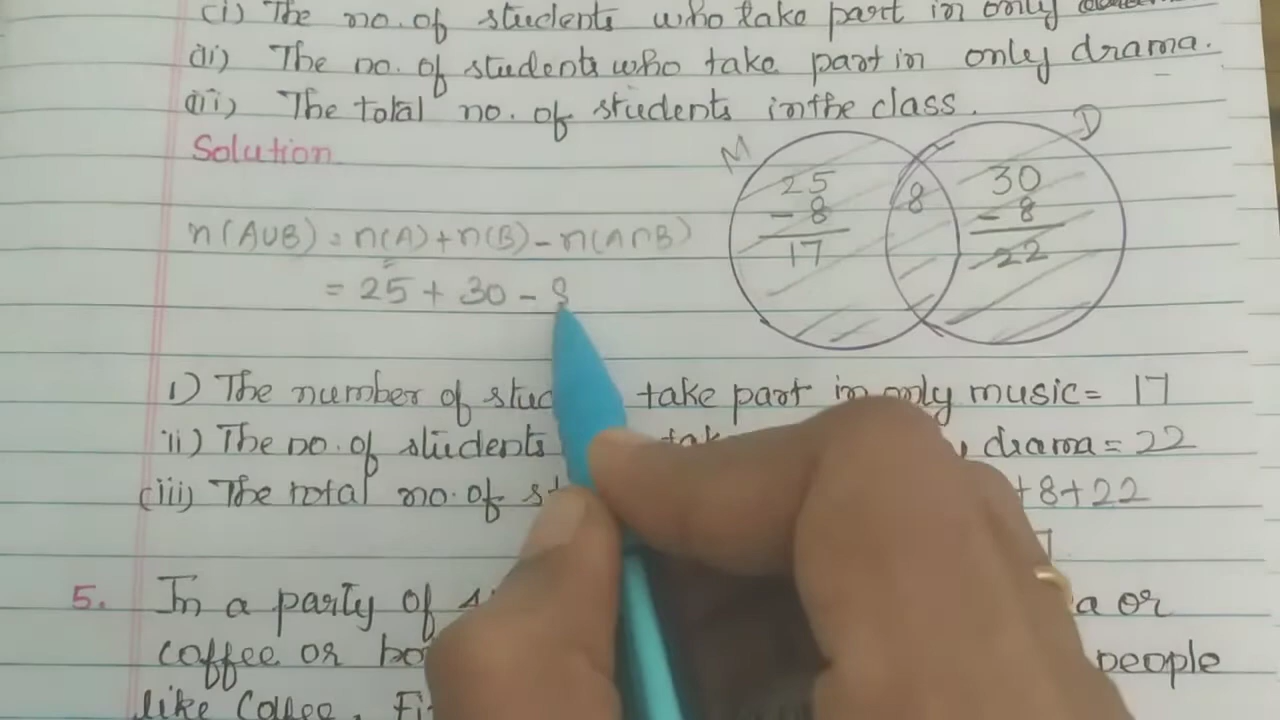 (i) The no. of students who take part in only
(ii) The no. of students who take part in only drama.
(iii) The total no. of students in the class.
Solution
M D
25 8 30
- 8 - 8
17 22
n(A∪B) = n(A) + n(B) - n(A∩B)
= 25 + 30 - 8
i) The number of take part in only music = 17
ii) The no. of students drama = 22
(iii) The total no. of +8+22
5. In a party of a or
coffee or people
like Coffee.